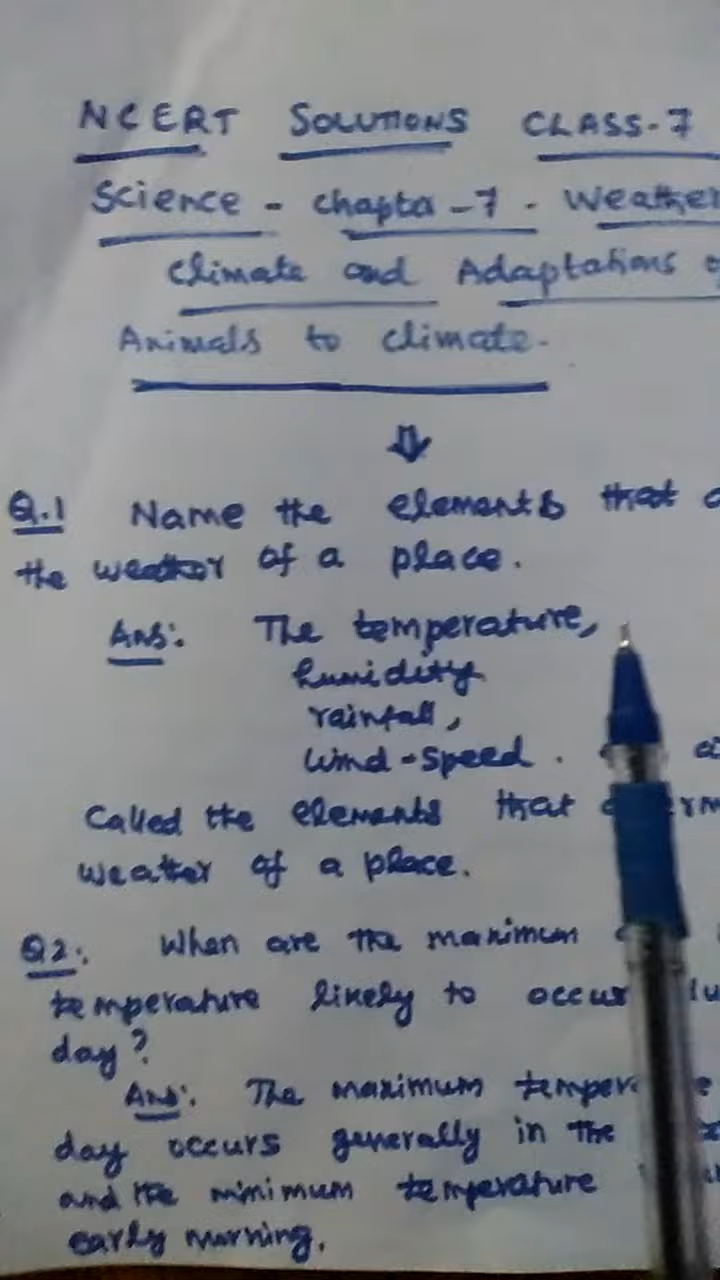 NCERT SOLUTIONS CLASS-7
Science - chapter -7 - Weather
climate and Adaptations
Animals to climate.
Q.1 Name the elements that
the weather of a place.
Ans: The temperature,
humidity
rainfall,
wind-speed.
Called the elements that
weather of a place.
Q2: When are the maximum
temperature likely to occur
day?
Ans: The maximum
day occurs generally in the
and the minimum temperature
early morning.